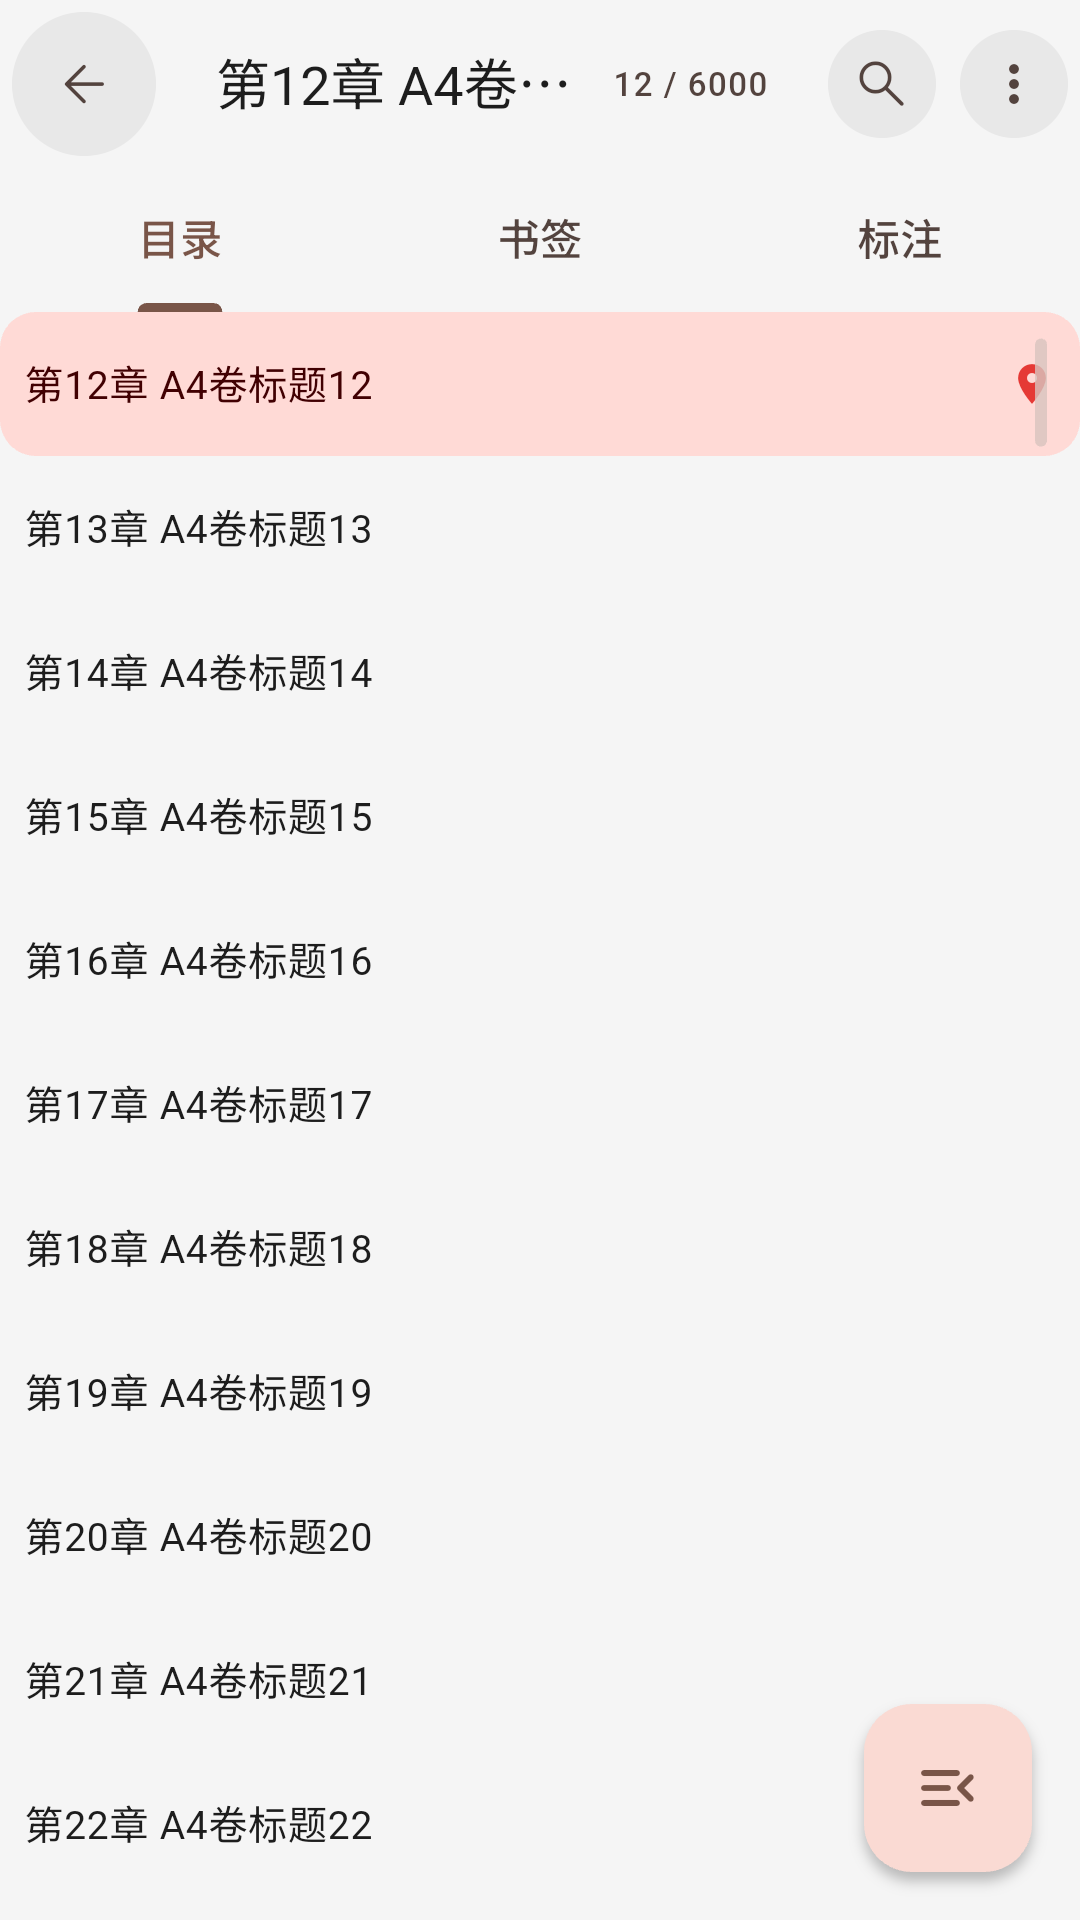 第12章 A4卷… 12 / 6000
目录 书签 标注
第12章 A4卷标题12
第13章 A4卷标题13
第14章 A4卷标题14
第15章 A4卷标题15
第16章 A4卷标题16
第17章 A4卷标题17
第18章 A4卷标题18
第19章 A4卷标题19
第20章 A4卷标题20
第21章 A4卷标题21
第22章 A4卷标题22